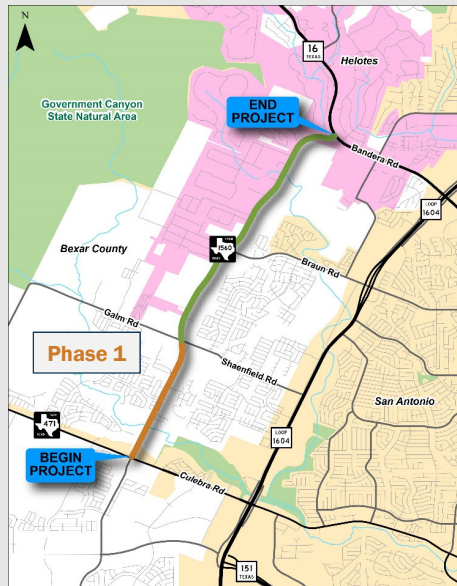 N
16
TEXAS
Helotes
Government Canyon
State Natural Area
END
PROJECT
Bandera Rd
LOOP
1604
1560
Bexar County
Braun Rd
Galm Rd
Phase 1
Shaenfield Rd
San Antonio
471
LOOP
1604
BEGIN
PROJECT
Culebra Rd
151
TEXAS